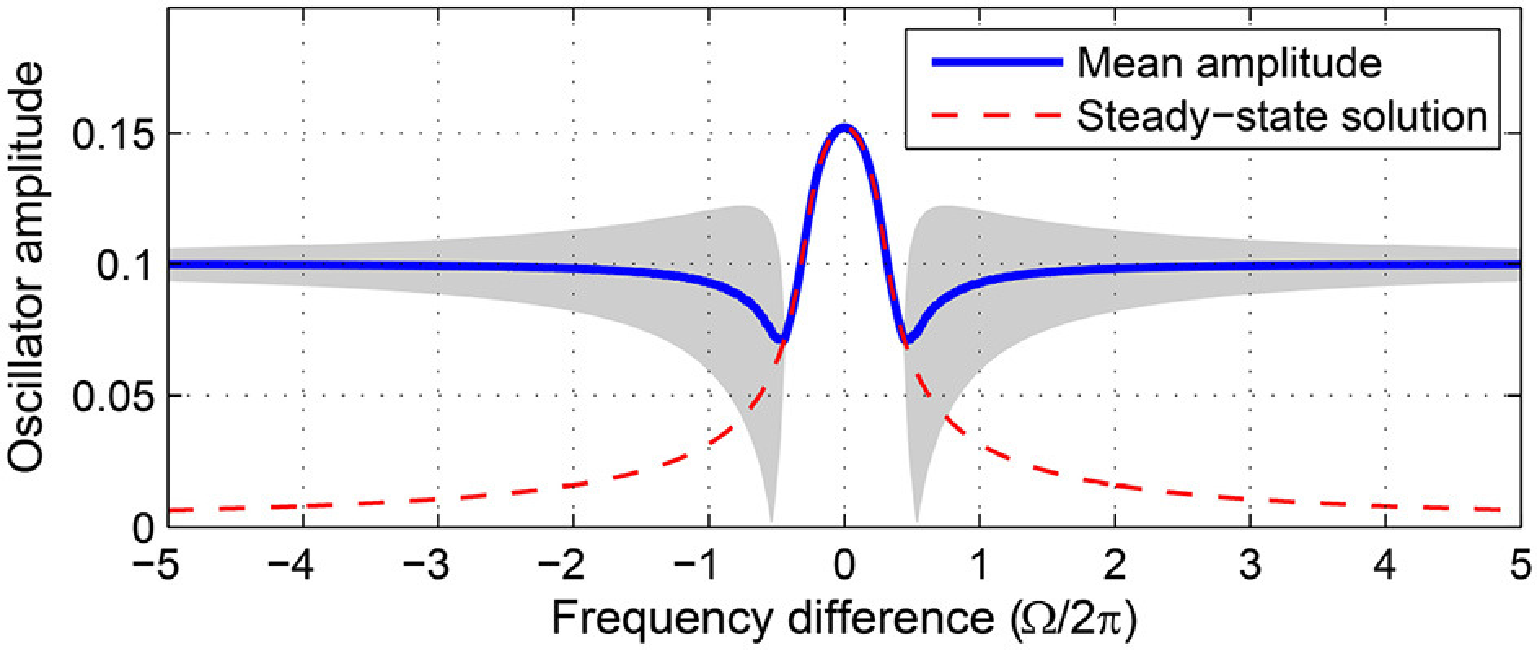 Mean amplitude
Steady−state solution
Oscillator amplitude
0.15
0.1
0.05
0
−5 −4 −3 −2 −1 0 1 2 3 4 5
Frequency difference (Ω/2π)